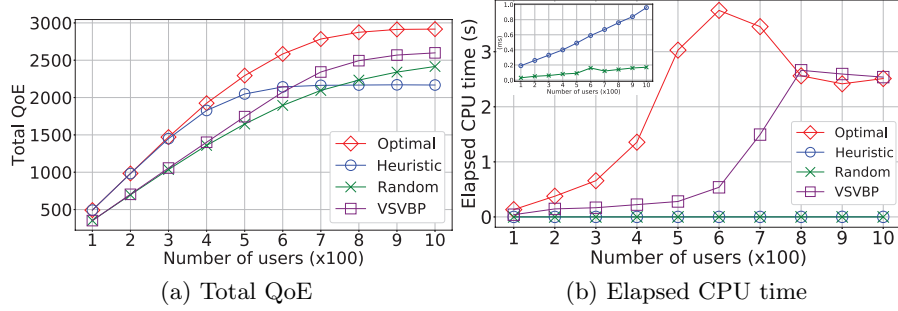 3000
2500
2000
1500
1000
500
Total QoE
1 2 3 4 5 6 7 8 9 10
Number of users (x100)
Optimal
Heuristic
Random
VSVBP
(a) Total QoE
3
2
1
0
Elapsed CPU time (s)
1.0
0.8
0.6
0.4
0.2
0.0
(ms)
1 2 3 4 5 6 7 8 9 10
Number of users (x100)
Optimal
Heuristic
Random
VSVBP
1 2 3 4 5 6 7 8 9 10
Number of users (x100)
(b) Elapsed CPU time